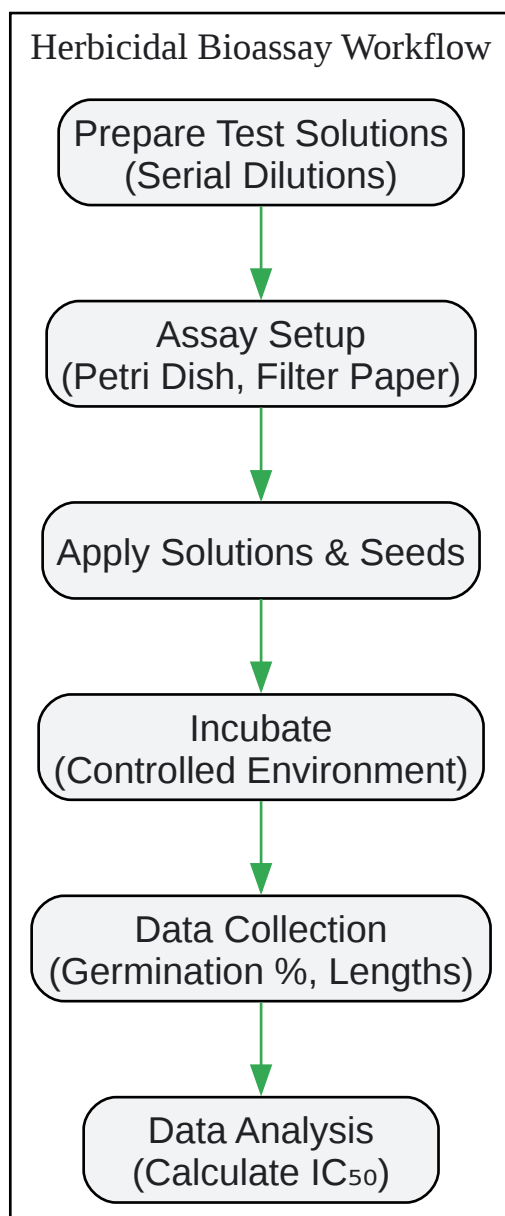 Herbicidal Bioassay Workflow
Prepare Test Solutions
(Serial Dilutions)
Assay Setup
(Petri Dish, Filter Paper)
Apply Solutions & Seeds
Incubate
(Controlled Environment)
Data Collection
(Germination %, Lengths)
Data Analysis
(Calculate IC₅₀)